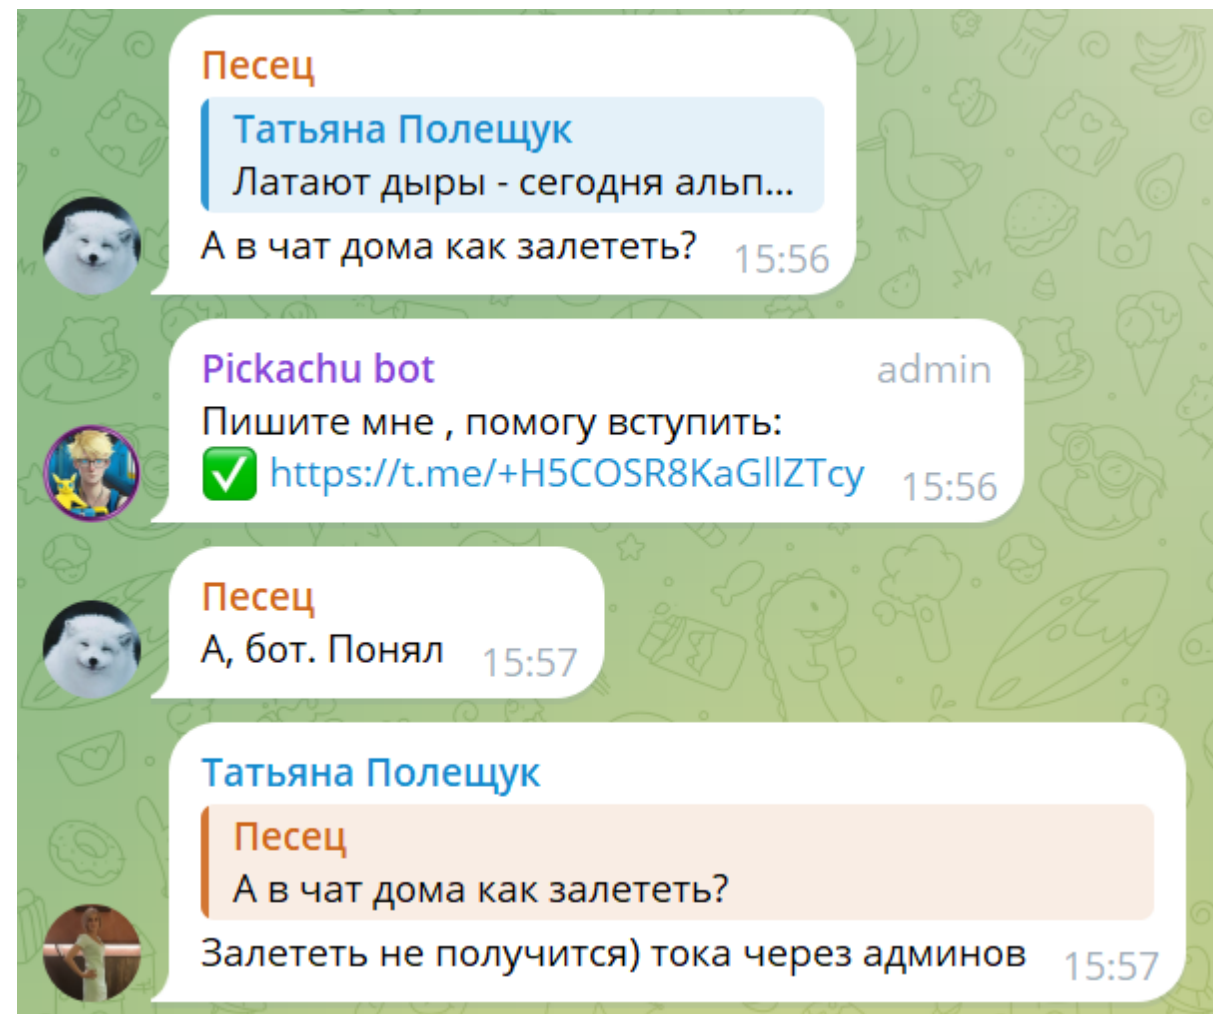 Песец
Татьяна Полещук
Латают дыры - сегодня альп...
А в чат дома как залететь?
15:56
Pickachu bot
admin
Пишите мне , помогу вступить:
✅ https://t.me/+H5COSR8KaGllZTcy
15:56
Песец
А, бот. Понял
15:57
Татьяна Полещук
Песец
А в чат дома как залететь?
Залететь не получится) тока через админов
15:57